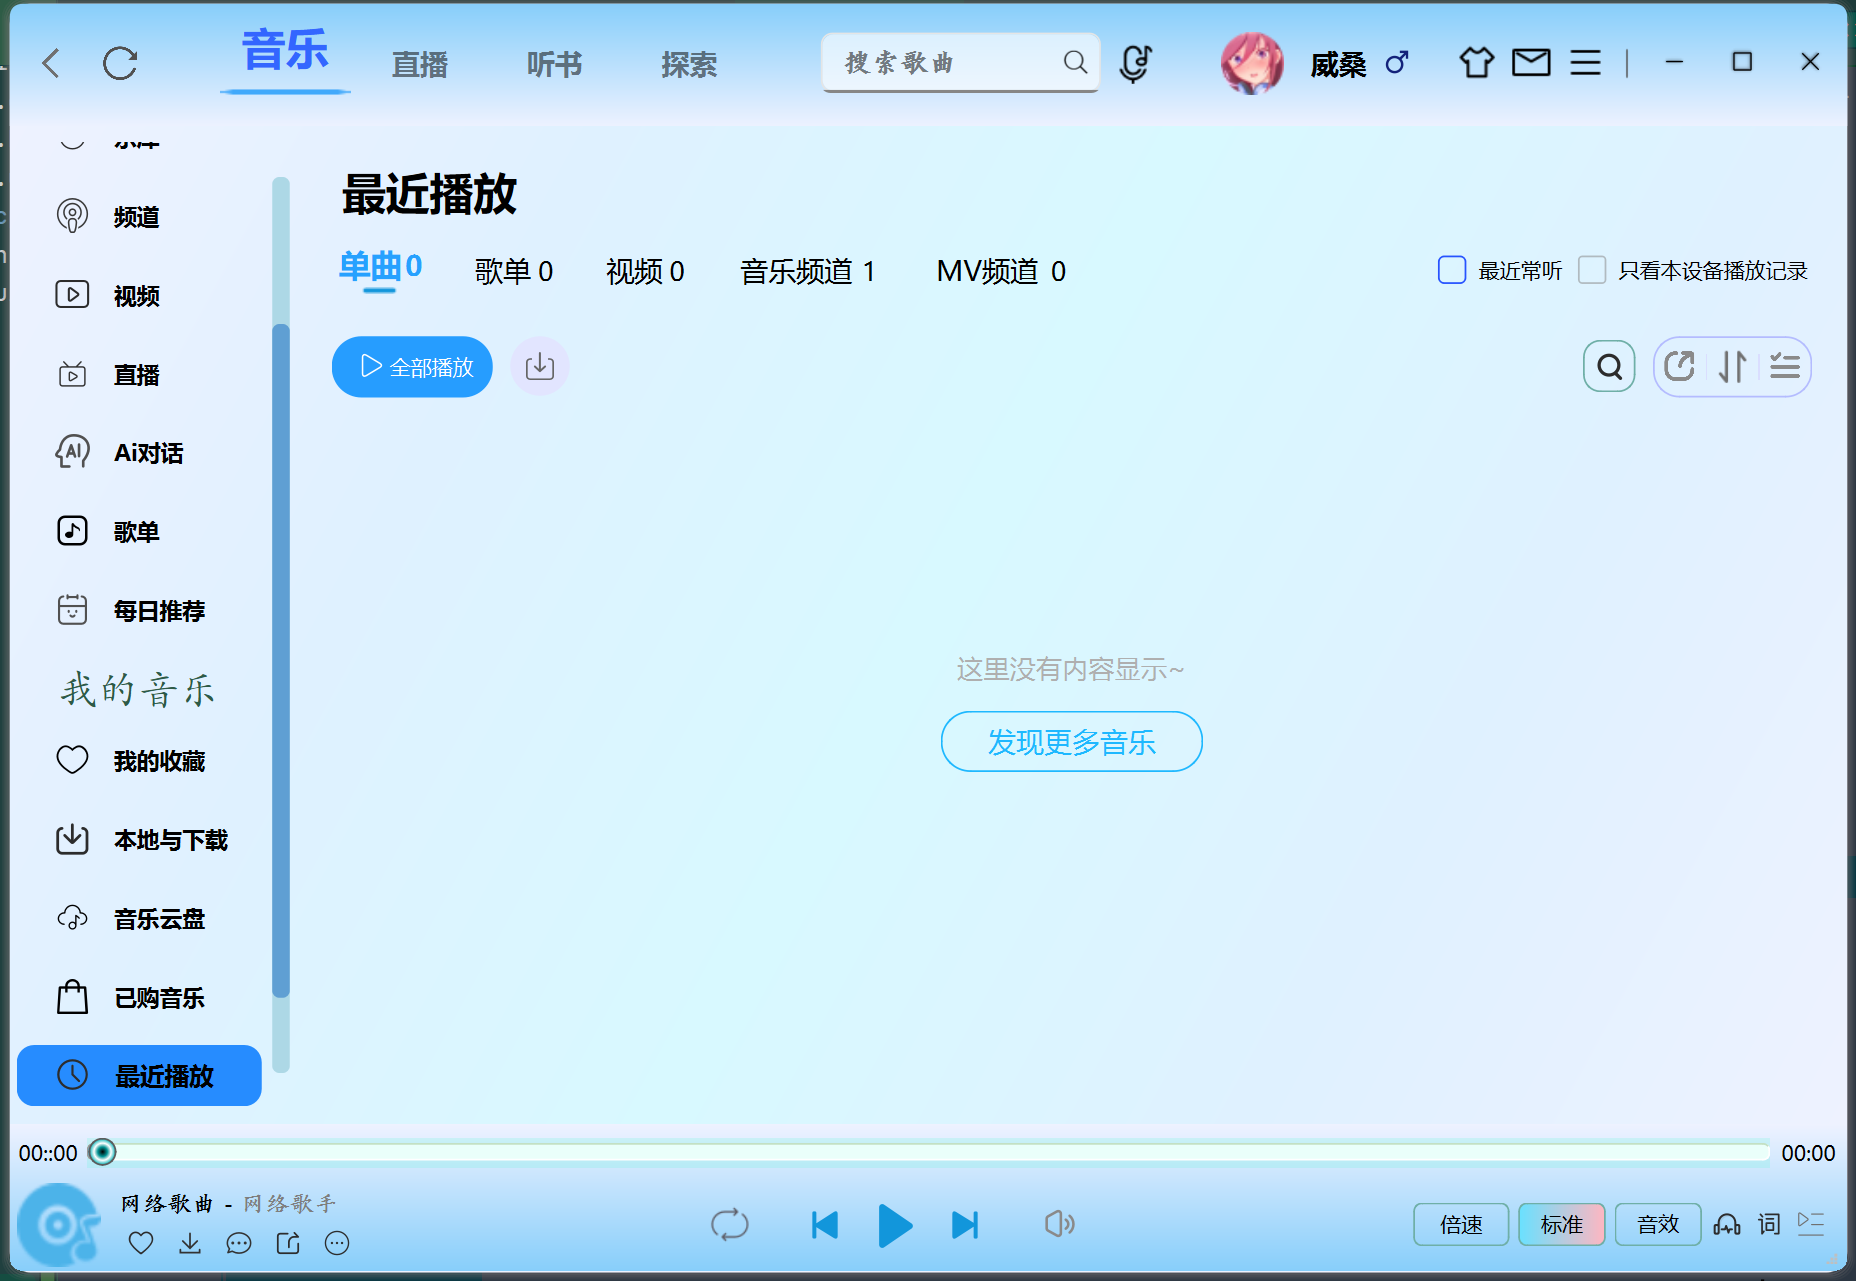 音乐
直播
听书
探索
搜索歌曲
威桑
频道
视频
直播
Ai对话
歌单
每日推荐
我的音乐
我的收藏
本地与下载
音乐云盘
已购音乐
最近播放
最近播放
单曲0
歌单 0
视频 0
音乐频道 1
MV频道 0
最近常听
只看本设备播放记录
全部播放
这里没有内容显示~
发现更多音乐
00::00
00:00
网络歌曲 - 网络歌手
倍速
标准
音效
词